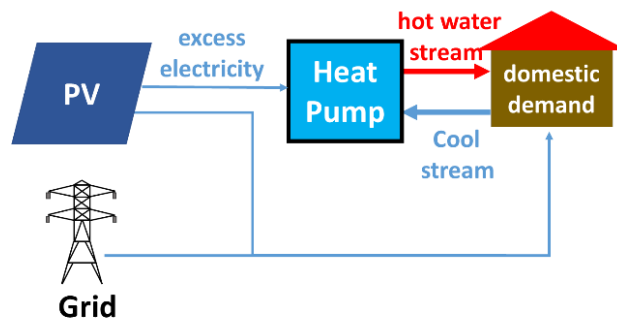 excess
electricity
PV
Heat
Pump
hot water
stream
domestic
demand
Cool
stream
Grid